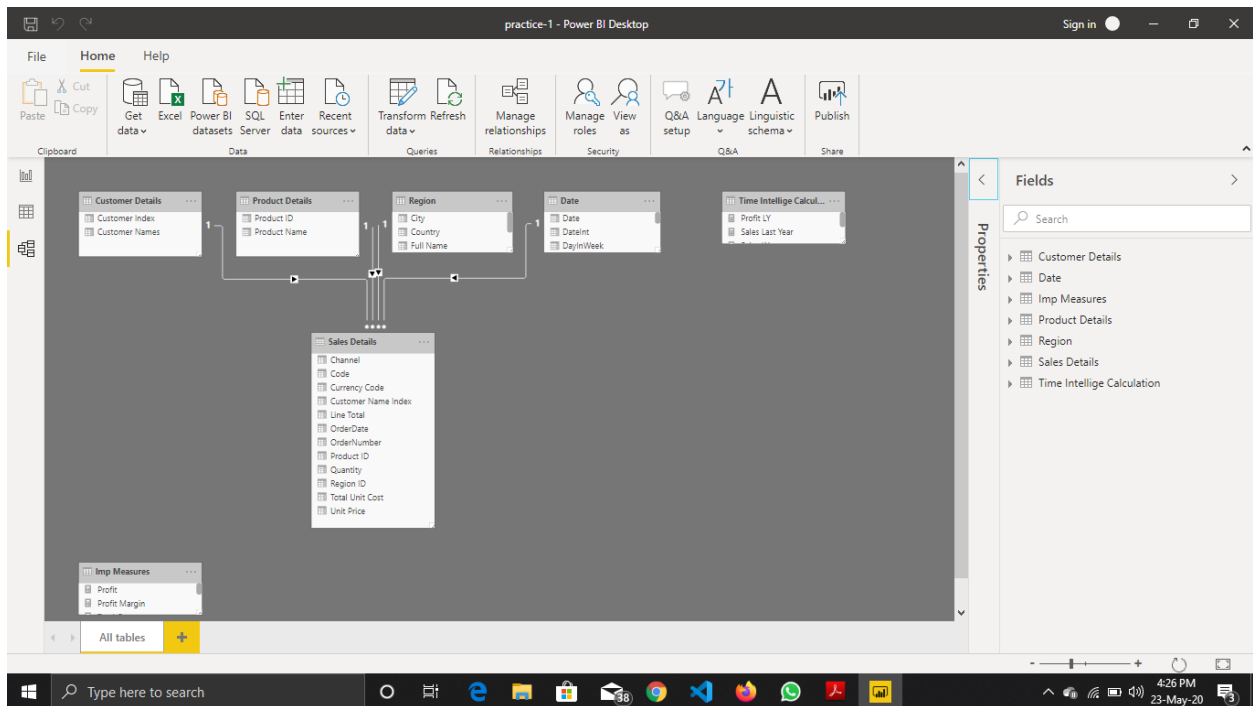 practice-1 - Power BI Desktop
Sign in
File Home Help
Paste
Cut
Copy
Clipboard
Get data
Excel
Power BI datasets
SQL Server
Enter data
Recent sources
Data
Transform data
Refresh
Queries
Manage relationships
Relationships
Manage roles
View as
Security
Q&A setup
Language
Linguistic schema
Q&A
Publish
Share
Customer Details ...
Customer Index
Customer Names
Product Details ...
Product ID
Product Name
Region ...
City
Country
Full Name
Date ...
Date
DateInt
DayInWeek
Time Intellige Calcul... ...
Profit LY
Sales Last Year
1
1
1
1
****
Sales Details ...
Channel
Code
Currency Code
Customer Name Index
Line Total
OrderDate
OrderNumber
Product ID
Quantity
Region ID
Total Unit Cost
Unit Price
Imp Measures ...
Profit
Profit Margin
Properties
Fields
Search
Customer Details
Date
Imp Measures
Product Details
Region
Sales Details
Time Intellige Calculation
All tables +
- +
Type here to search
38
4:26 PM
23-May-20
3